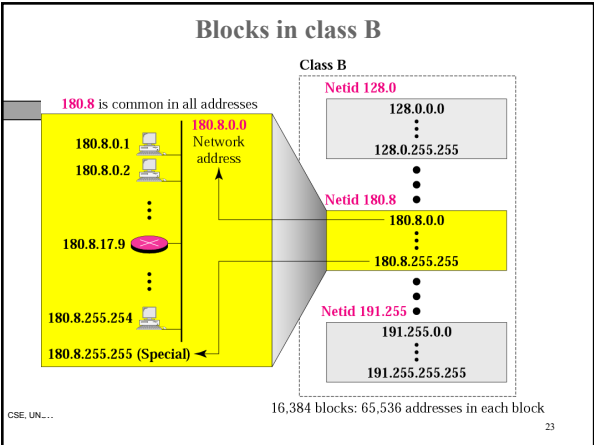 Blocks in class B
Class B
Netid 128.0
128.0.0.0
128.0.255.255
Netid 180.8
180.8.0.0
180.8.255.255
Netid 191.255
191.255.0.0
191.255.255.255
16,384 blocks: 65,536 addresses in each block
180.8 is common in all addresses
180.8.0.0
Network
address
180.8.0.1
180.8.0.2
180.8.17.9
180.8.255.254
180.8.255.255 (Special)
CSE,
23